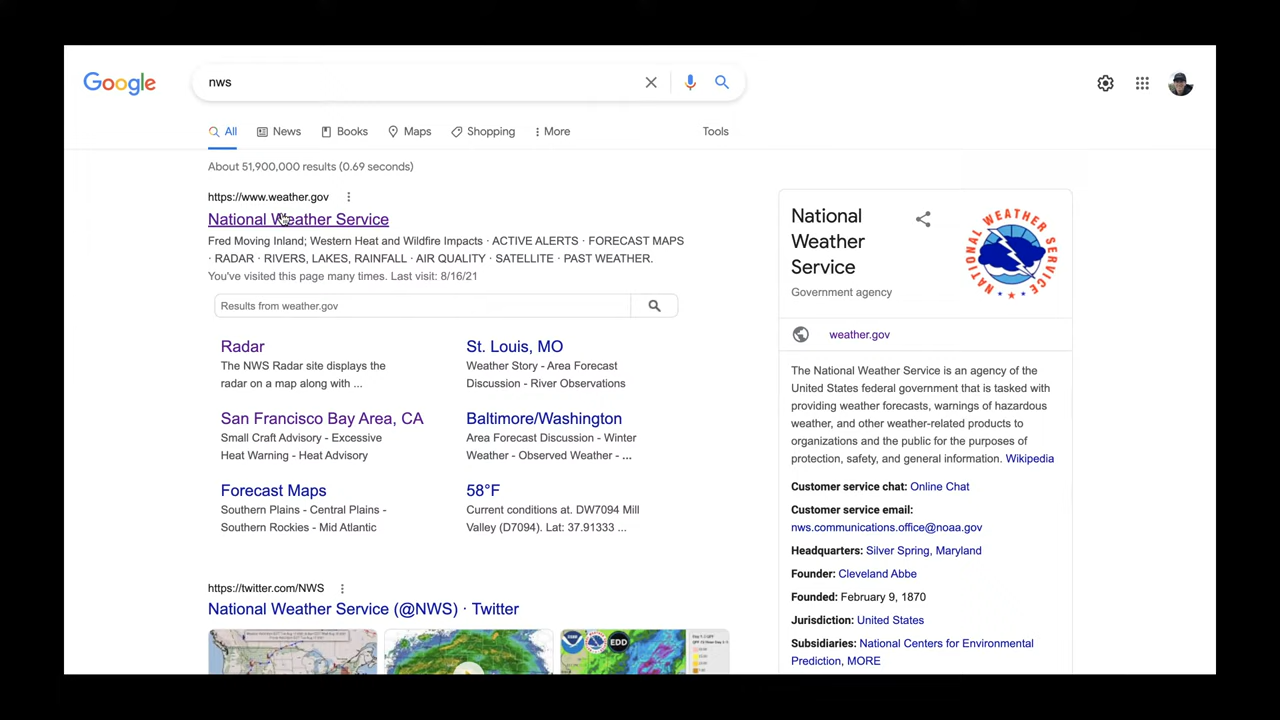 Google
nws
All
News
Books
Maps
Shopping
More
Tools
About 51,900,000 results (0.69 seconds)
https://www.weather.gov
National Weather Service
Fred Moving Inland; Western Heat and Wildfire Impacts · ACTIVE ALERTS · FORECAST MAPS
· RADAR · RIVERS, LAKES, RAINFALL · AIR QUALITY · SATELLITE · PAST WEATHER.
You've visited this page many times. Last visit: 8/16/21
Results from weather.gov
Radar
The NWS Radar site displays the
radar on a map along with ...
St. Louis, MO
Weather Story - Area Forecast
Discussion - River Observations
San Francisco Bay Area, CA
Small Craft Advisory - Excessive
Heat Warning - Heat Advisory
Baltimore/Washington
Area Forecast Discussion - Winter
Weather - Observed Weather - ...
Forecast Maps
Southern Plains - Central Plains -
Southern Rockies - Mid Atlantic
58°F
Current conditions at. DW7094 Mill
Valley (D7094). Lat: 37.91333 ...
https://twitter.com/NWS
National Weather Service (@NWS) · Twitter
EDD
National
Weather
Service
Government agency
NATIONAL WEATHER SERVICE
weather.gov
The National Weather Service is an agency of the
United States federal government that is tasked with
providing weather forecasts, warnings of hazardous
weather, and other weather-related products to
organizations and the public for the purposes of
protection, safety, and general information. Wikipedia
Customer service chat: Online Chat
Customer service email:
nws.communications.office@noaa.gov
Headquarters: Silver Spring, Maryland
Founder: Cleveland Abbe
Founded: February 9, 1870
Jurisdiction: United States
Subsidiaries: National Centers for Environmental
Prediction, MORE